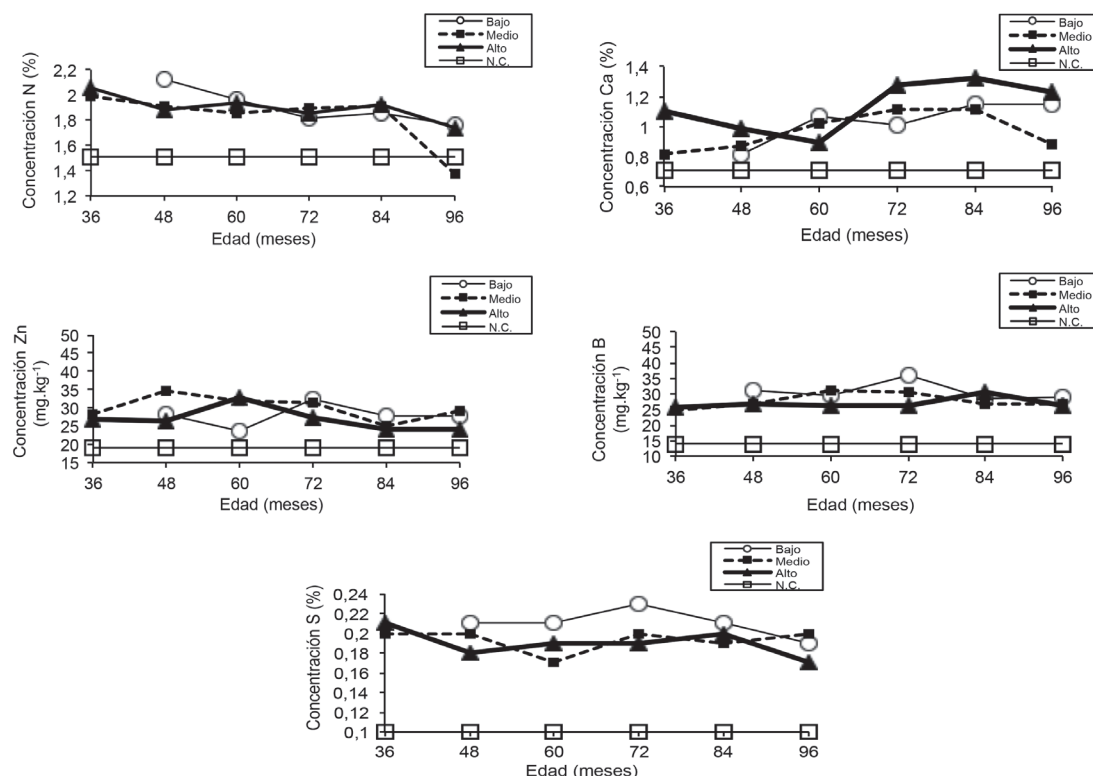 Bajo
Medio
Alto
N.C.
Concentración N (%)
2,2
2
1,8
1,6
1,4
1,2
36 48 60 72 84 96
Edad (meses)
Bajo
Medio
Alto
N.C.
Concentración Ca (%)
1,4
1,2
1
0,8
0,6
36 48 60 72 84 96
Edad (meses)
Bajo
Medio
Alto
N.C.
Concentración Zn
(mg.kg⁻¹)
50
45
40
35
30
25
20
15
36 48 60 72 84 96
Edad (meses)
Bajo
Medio
Alto
N.C.
Concentración B
(mg.kg⁻¹)
50
45
40
35
30
25
20
15
10
36 48 60 72 84 96
Edad (meses)
Bajo
Medio
Alto
N.C.
Concentración S (%)
0,24
0,22
0,2
0,18
0,16
0,14
0,12
0,1
36 48 60 72 84 96
Edad (meses)